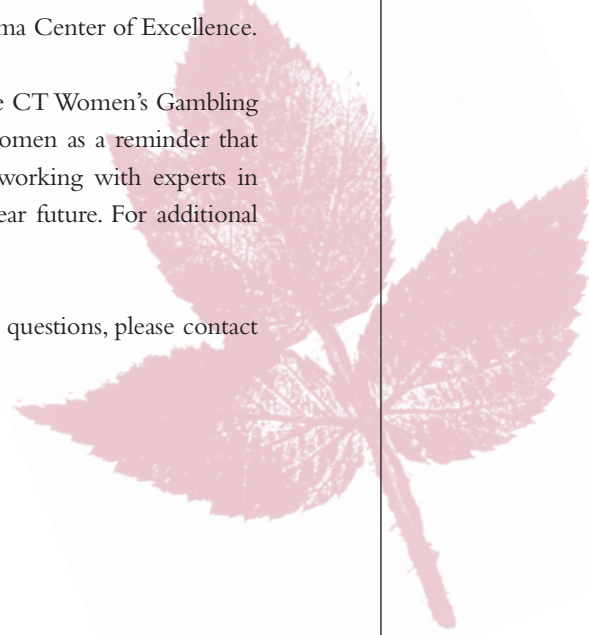 ma Center of Excellence.
e CT Women's Gambling
omen as a reminder that
working with experts in
ear future. For additional
questions, please contact